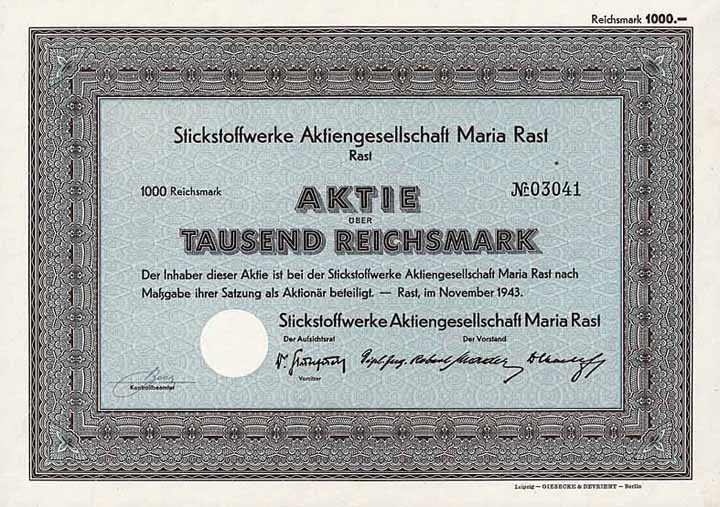 Reichsmark 1000.—
Stickstoffwerke Aktiengesellschaft Maria Rast
Rast
1000 Reichsmark AKTIE № 03041
ÜBER
TAUSEND REICHSMARK
Der Inhaber dieser Aktie ist bei der Stickstoffwerke Aktiengesellschaft Maria Rast nach
Maßgabe ihrer Satzung als Aktionär beteiligt. — Rast, im November 1943.
Stickstoffwerke Aktiengesellschaft Maria Rast
Der Aufsichtsrat Der Vorstand
Vorsitzer
Kontrollbeamter
Leipzig — GIESECKE & DEVRIENT — Berlin